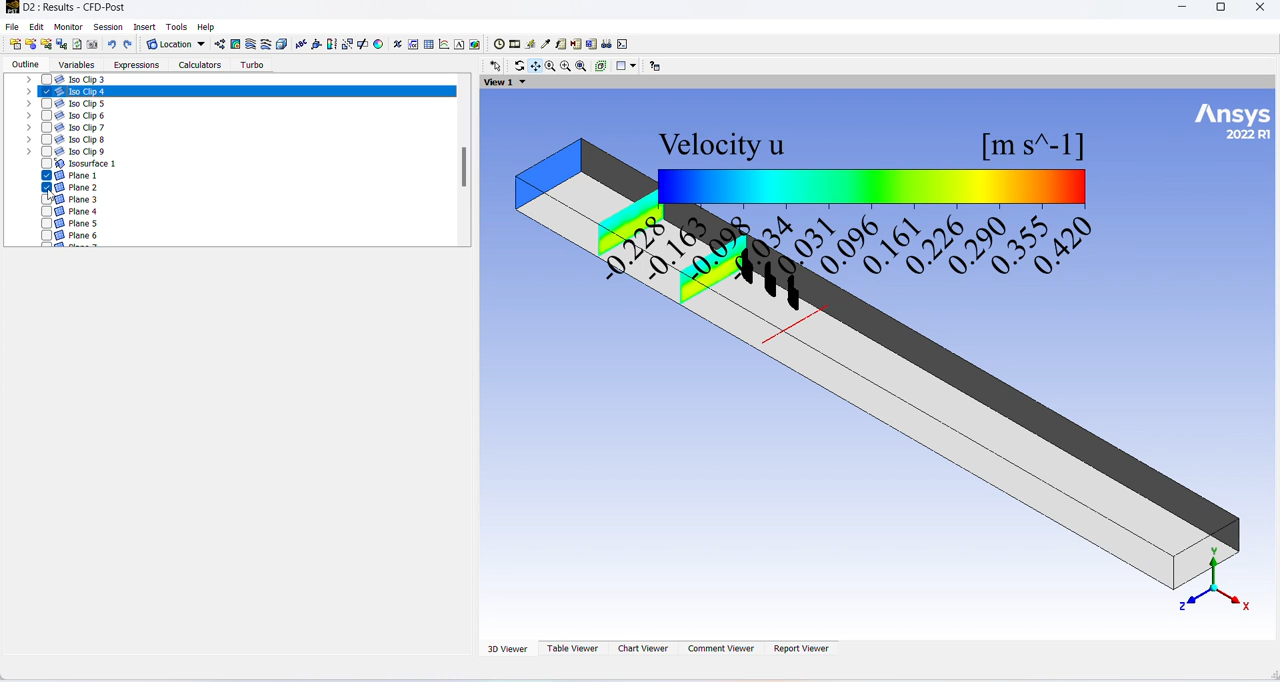 D2 : Results - CFD-Post
File Edit Monitor Session Insert Tools Help
Location
Outline Variables Expressions Calculators Turbo
Iso Clip 3
Iso Clip 4
Iso Clip 5
Iso Clip 6
Iso Clip 7
Iso Clip 8
Iso Clip 9
Isosurface 1
Plane 1
Plane 2
Plane 3
Plane 4
Plane 5
Plane 6
View 1
Ansys
2022 R1
Velocity u [m s^-1]
-0.228 -0.163 -0.098 -0.034 0.031 0.096 0.161 0.226 0.290 0.355 0.420
Y
Z X
3D Viewer Table Viewer Chart Viewer Comment Viewer Report Viewer